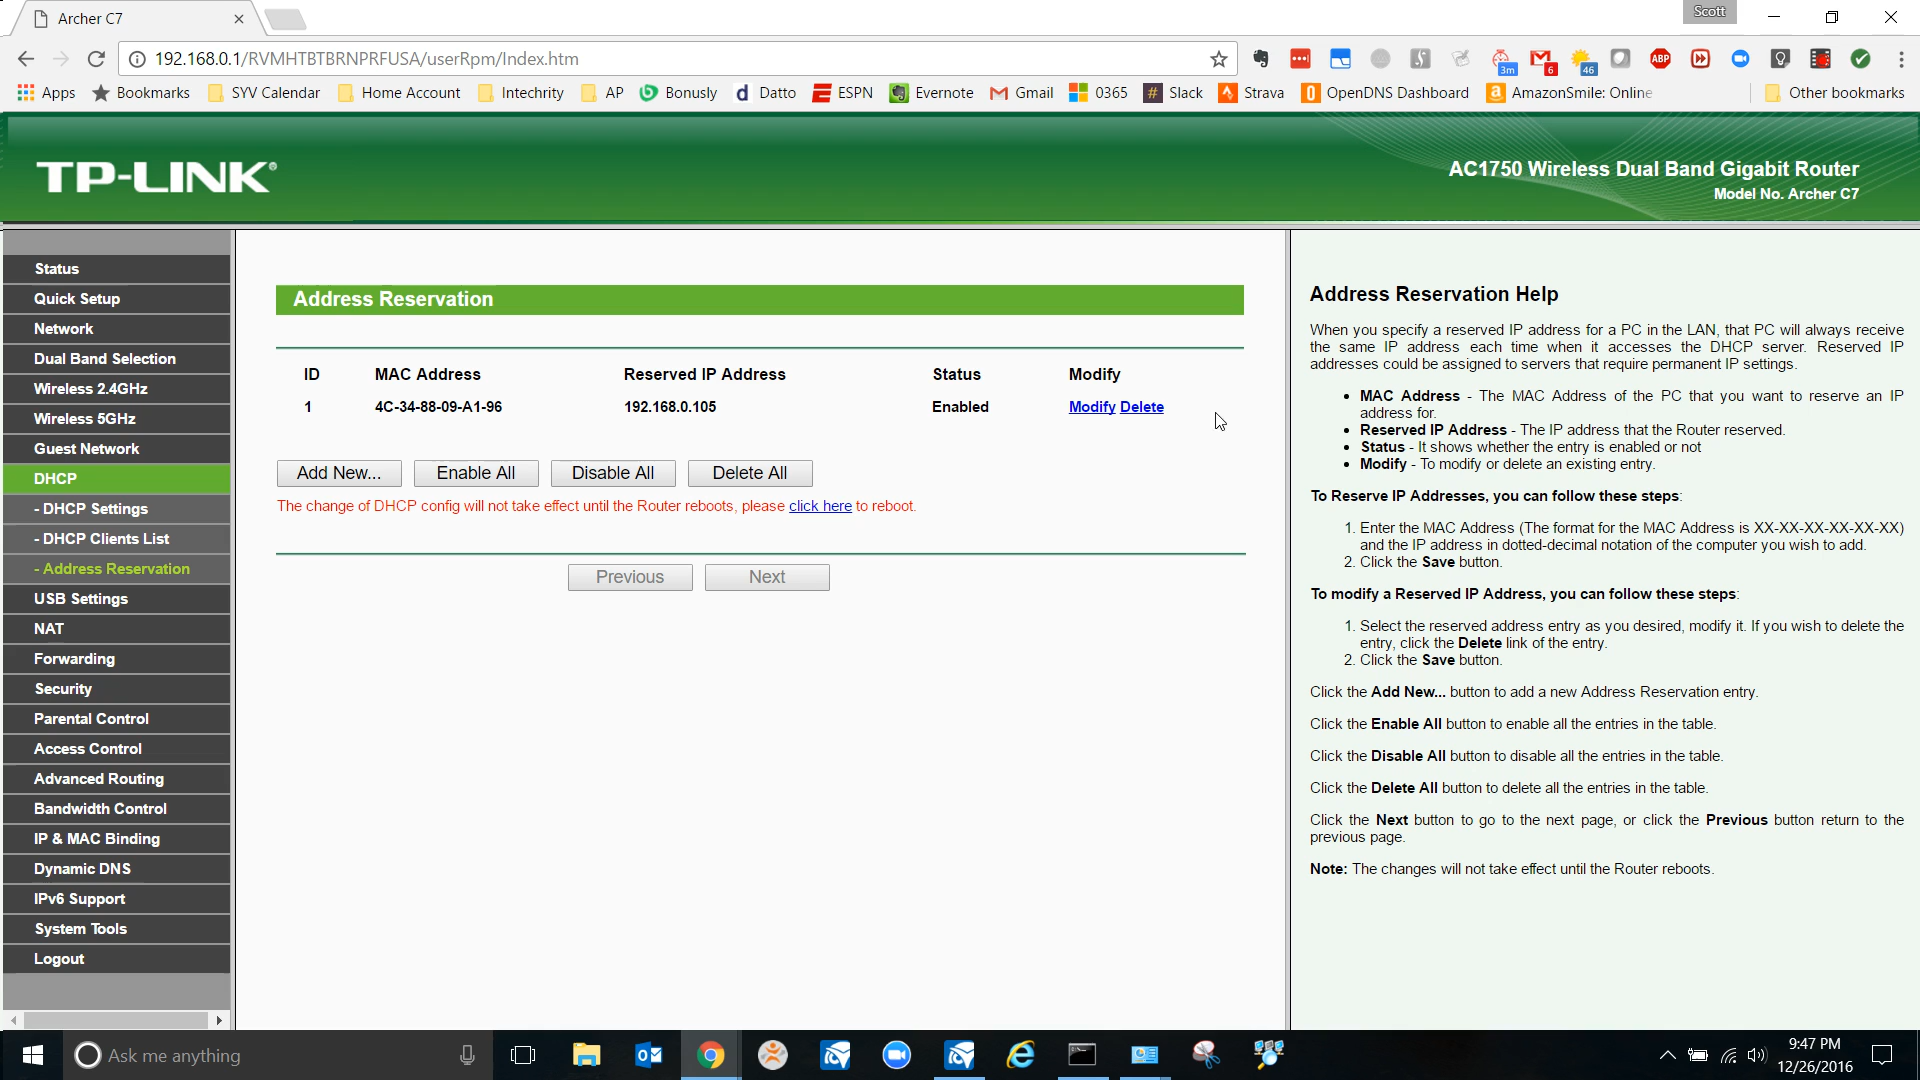 Archer C7
Scott
192.168.0.1/RVMHTBTBRNPRFUSA/userRpm/Index.htm
3m
6
46
ABP
Apps
Bookmarks
SYV Calendar
Home Account
Intechrity
AP
Bonusly
d Datto
ESPN
Evernote
Gmail
0365
# Slack
Strava
OpenDNS Dashboard
a AmazonSmile: Online
Other bookmarks
TP-LINK®
AC1750 Wireless Dual Band Gigabit Router
Model No. Archer C7
Status
Quick Setup
Network
Dual Band Selection
Wireless 2.4GHz
Wireless 5GHz
Guest Network
DHCP
- DHCP Settings
- DHCP Clients List
- Address Reservation
USB Settings
NAT
Forwarding
Security
Parental Control
Access Control
Advanced Routing
Bandwidth Control
IP & MAC Binding
Dynamic DNS
IPv6 Support
System Tools
Logout
Address Reservation
ID MAC Address Reserved IP Address Status Modify
1 4C-34-88-09-A1-96 192.168.0.105 Enabled Modify Delete
Add New... Enable All Disable All Delete All
The change of DHCP config will not take effect until the Router reboots, please click here to reboot.
Previous Next
Address Reservation Help
When you specify a reserved IP address for a PC in the LAN, that PC will always receive
the same IP address each time when it accesses the DHCP server. Reserved IP
addresses could be assigned to servers that require permanent IP settings.
• MAC Address - The MAC Address of the PC that you want to reserve an IP
address for.
• Reserved IP Address - The IP address that the Router reserved.
• Status - It shows whether the entry is enabled or not
• Modify - To modify or delete an existing entry.
To Reserve IP Addresses, you can follow these steps:
1. Enter the MAC Address (The format for the MAC Address is XX-XX-XX-XX-XX-XX)
and the IP address in dotted-decimal notation of the computer you wish to add.
2. Click the Save button.
To modify a Reserved IP Address, you can follow these steps:
1. Select the reserved address entry as you desired, modify it. If you wish to delete the
entry, click the Delete link of the entry.
2. Click the Save button.
Click the Add New... button to add a new Address Reservation entry.
Click the Enable All button to enable all the entries in the table.
Click the Disable All button to disable all the entries in the table.
Click the Delete All button to delete all the entries in the table.
Click the Next button to go to the next page, or click the Previous button return to the
previous page.
Note: The changes will not take effect until the Router reboots.
Ask me anything
9:47 PM
12/26/2016